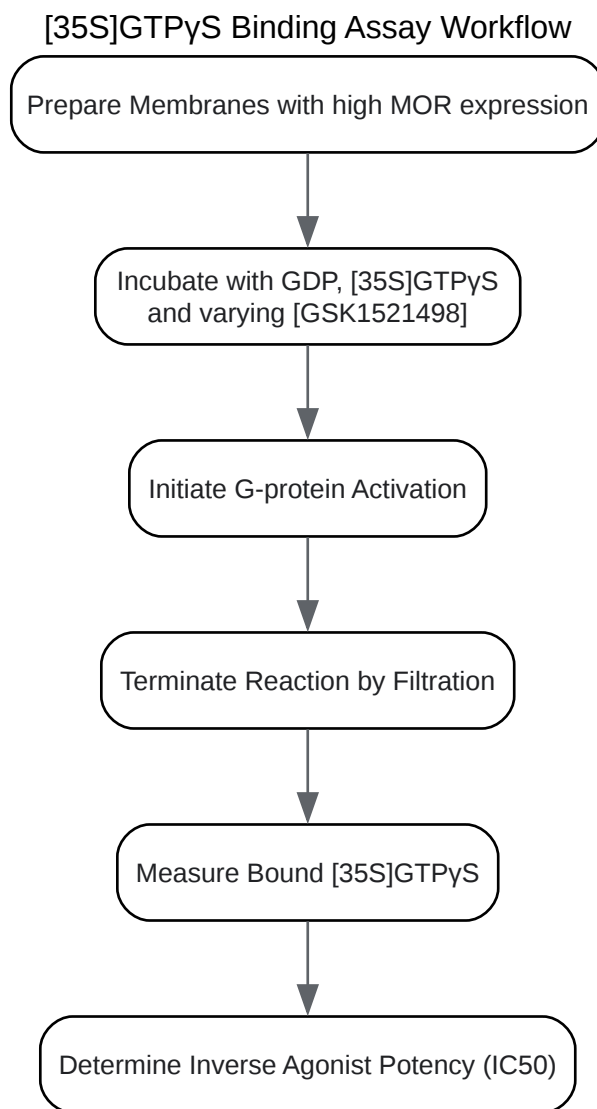 [35S]GTPγS Binding Assay Workflow
Prepare Membranes with high MOR expression
Incubate with GDP, [35S]GTPγS
and varying [GSK1521498]
Initiate G-protein Activation
Terminate Reaction by Filtration
Measure Bound [35S]GTPγS
Determine Inverse Agonist Potency (IC50)